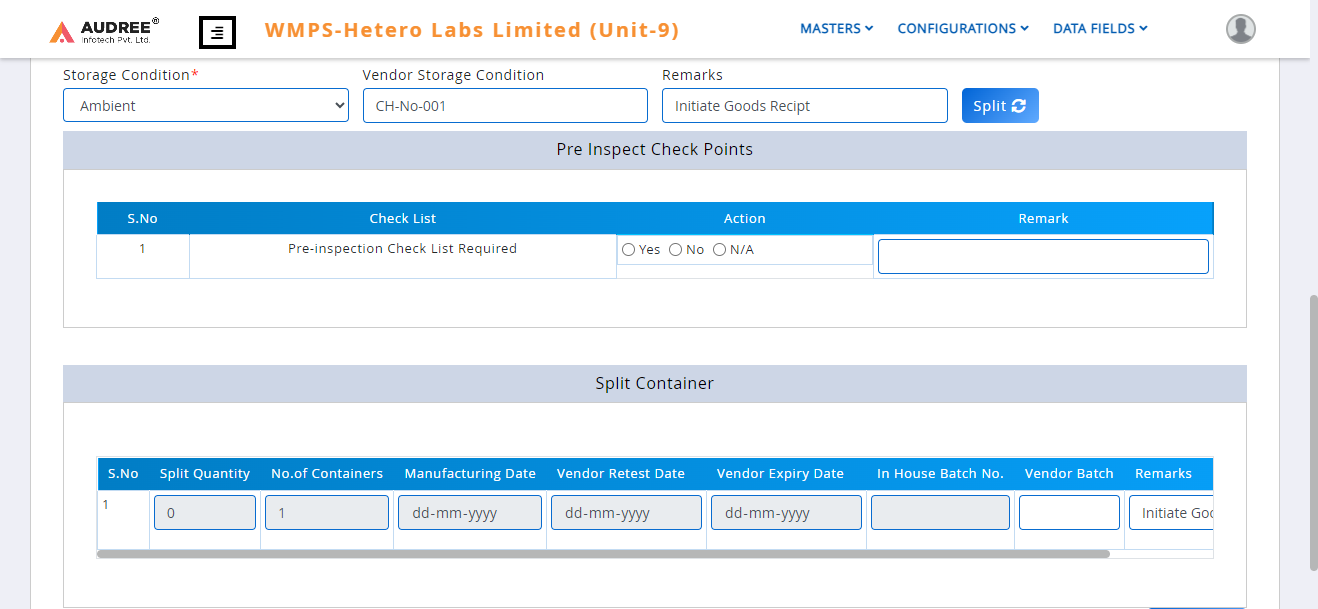 AUDREE®
Infotech Pvt. Ltd.
WMPS-Hetero Labs Limited (Unit-9)
MASTERS CONFIGURATIONS DATA FIELDS
Storage Condition* Vendor Storage Condition Remarks
Ambient CH-No-001 Initiate Goods Recipt Split
Pre Inspect Check Points
S.No Check List Action Remark
1 Pre-inspection Check List Required Yes No N/A
Split Container
S.No Split Quantity No.of Containers Manufacturing Date Vendor Retest Date Vendor Expiry Date In House Batch No. Vendor Batch Remarks
1 0 1 dd-mm-yyyy dd-mm-yyyy dd-mm-yyyy Initiate Goo